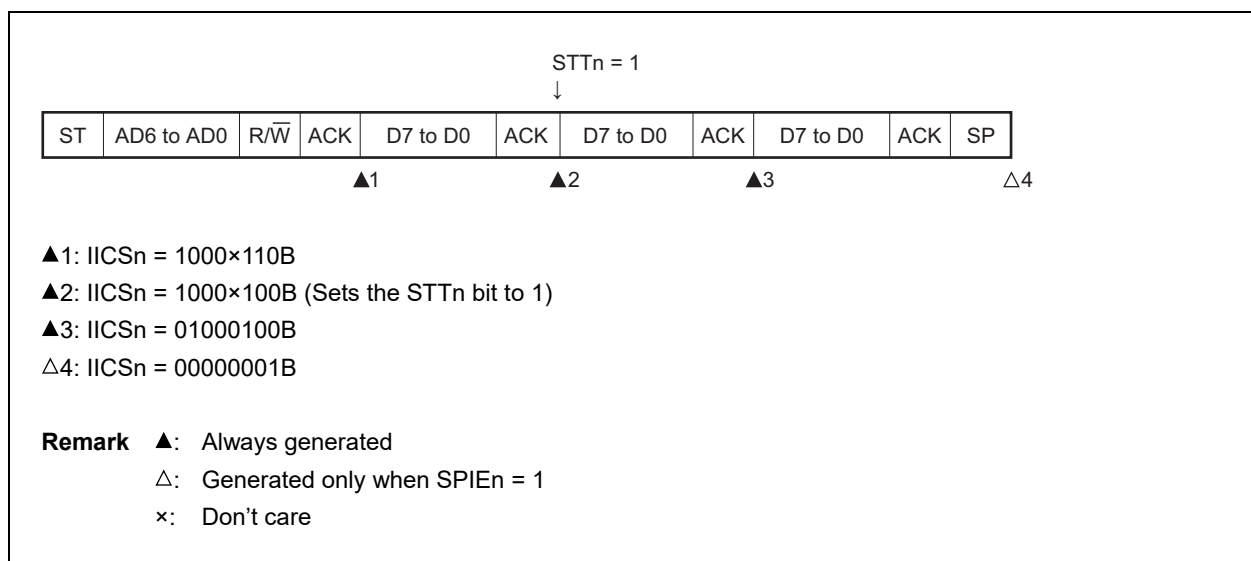 STTn = 1
↓
ST AD6 to AD0 R/W̅ ACK D7 to D0 ACK D7 to D0 ACK D7 to D0 ACK SP
▲1 ▲2 ▲3 △4
▲1: IICSn = 1000×110B
▲2: IICSn = 1000×100B (Sets the STTn bit to 1)
▲3: IICSn = 01000100B
△4: IICSn = 00000001B
Remark ▲: Always generated
△: Generated only when SPIEn = 1
×: Don't care